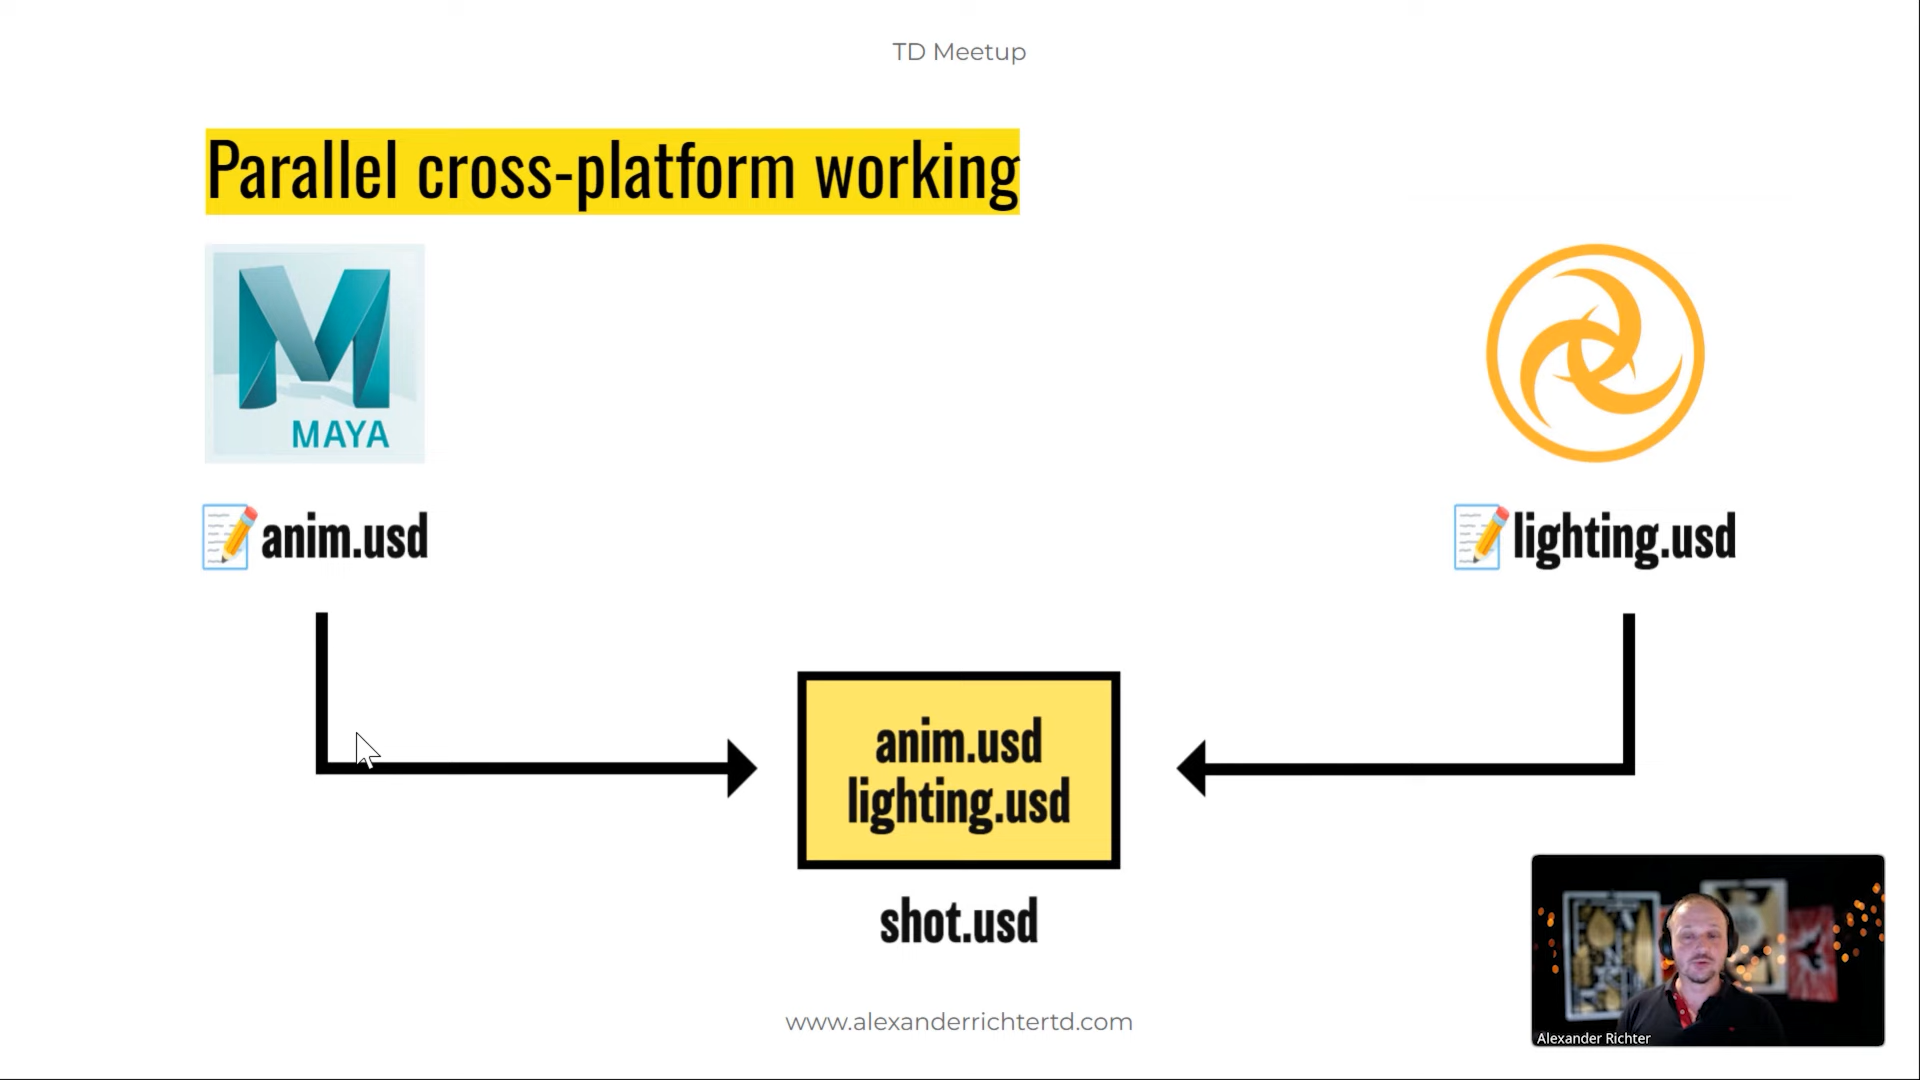 TD Meetup
Parallel cross-platform working
MAYA
anim.usd
lighting.usd
anim.usd
lighting.usd
shot.usd
www.alexanderrichtertd.com
Alexander Richter